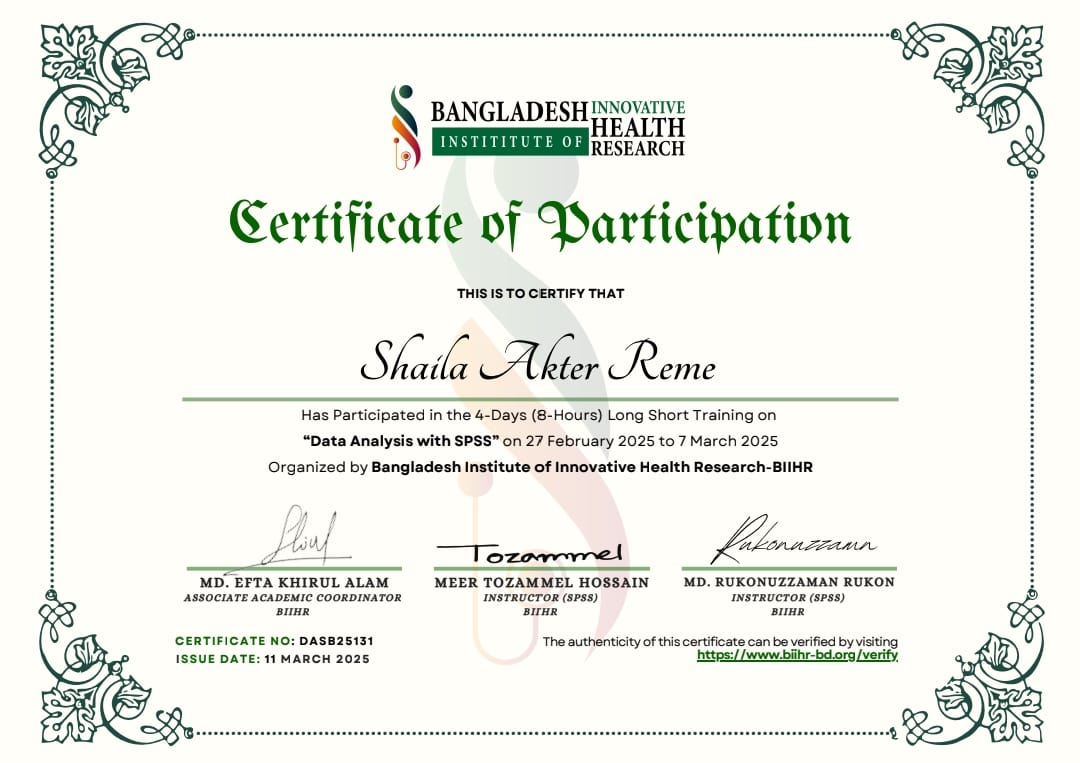 BANGLADESH INNOVATIVE
INSTITITUTE OF HEALTH
RESEARCH
Certificate of Participation
THIS IS TO CERTIFY THAT
Shaila Akter Reme
Has Participated in the 4-Days (8-Hours) Long Short Training on
“Data Analysis with SPSS” on 27 February 2025 to 7 March 2025
Organized by Bangladesh Institute of Innovative Health Research-BIIHR
Tozammel
Rukonuzzamn
MD. EFTA KHIRUL ALAM
ASSOCIATE ACADEMIC COORDINATOR
BIIHR
MEER TOZAMMEL HOSSAIN
INSTRUCTOR (SPSS)
BIIHR
MD. RUKONUZZAMAN RUKON
INSTRUCTOR (SPSS)
BIIHR
CERTIFICATE NO: DASB25131
ISSUE DATE: 11 MARCH 2025
The authenticity of this certificate can be verified by visiting
https://www.biihr-bd.org/verify